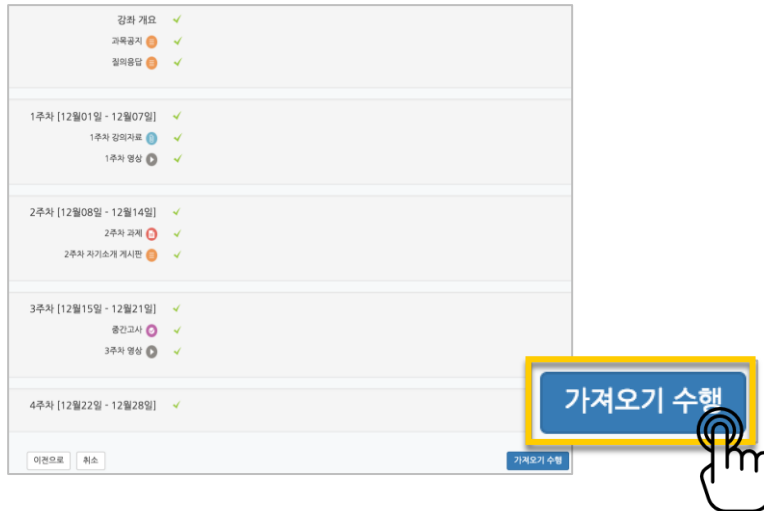 강좌 개요
과목공지
질의응답
1주차 [12월01일 - 12월07일]
1주차 강의자료
1주차 영상
2주차 [12월08일 - 12월14일]
2주차 과제
2주차 자기소개 게시판
3주차 [12월15일 - 12월21일]
중간고사
3주차 영상
4주차 [12월22일 - 12월28일]
가져오기 수행
이전으로 취소 가져오기 수행